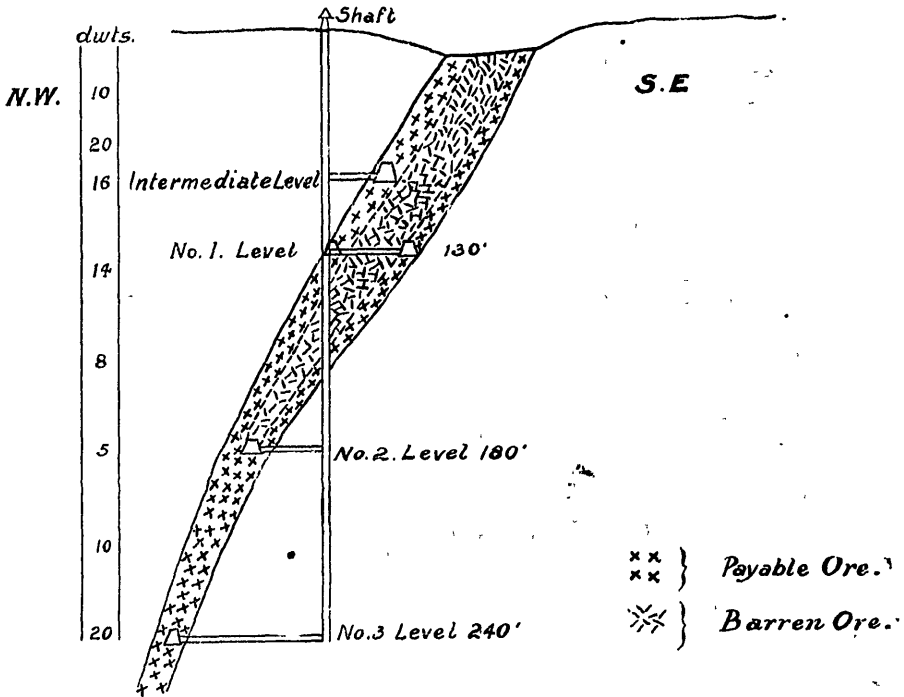 Shaft
dwts.
N.W.
S.E
10
20
16
Intermediate Level
No. 1. Level
130'
14
8
5
No. 2. Level 180'
10
Payable Ore.
Barren Ore.
20
No. 3 Level 240'